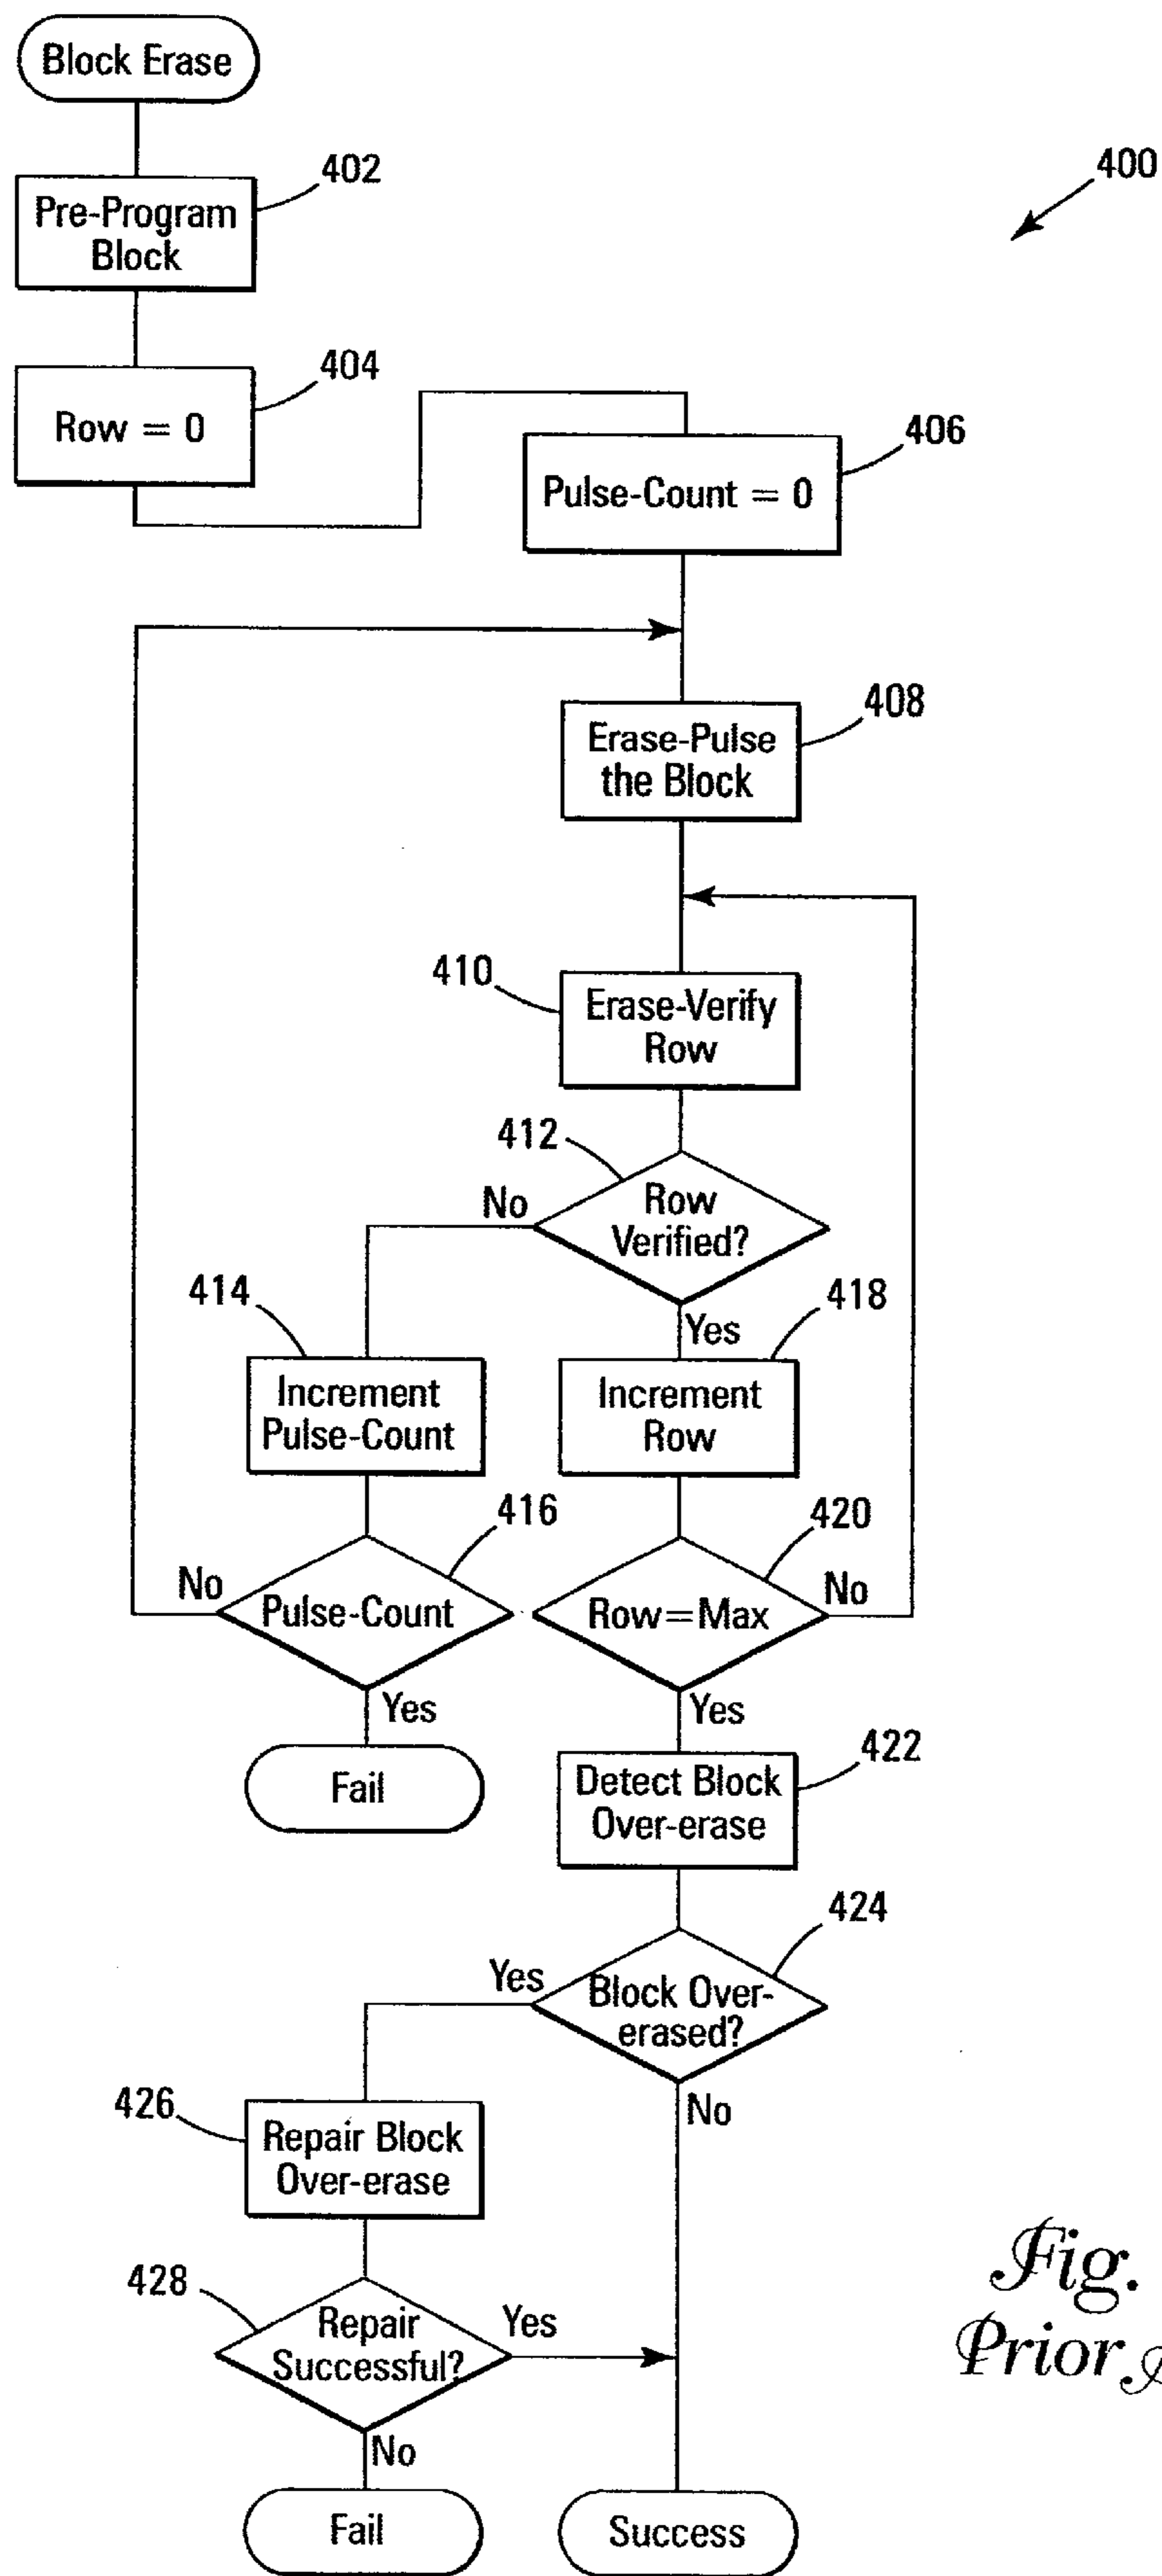 Block Erase
402
400
Pre-Program
Block
404
Row = 0
406
Pulse-Count = 0
408
Erase-Pulse
the Block
410
Erase-Verify
Row
412
No
Row
Verified?
414
Yes
418
Increment
Pulse-Count
Increment
Row
416
420
No
Pulse-Count
Row=Max
No
Yes
Yes
Fail
422
Detect Block
Over-erase
424
Yes
Block Over-
erased?
426
No
Repair Block
Over-erase
428
Repair
Successful?
Yes
No
Fail
Success
Fig.
Prior